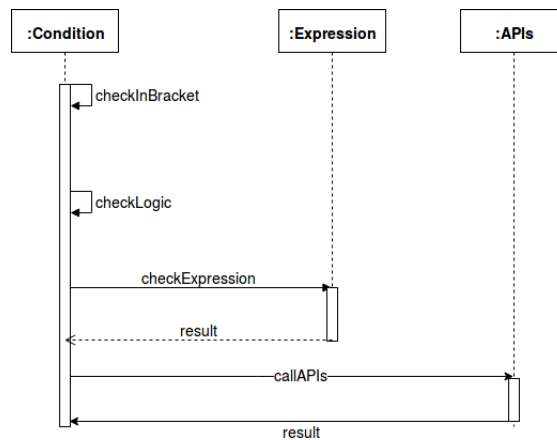 :Condition
:Expression
:APIs
checkInBracket
checkLogic
checkExpression
result
callAPIs
result